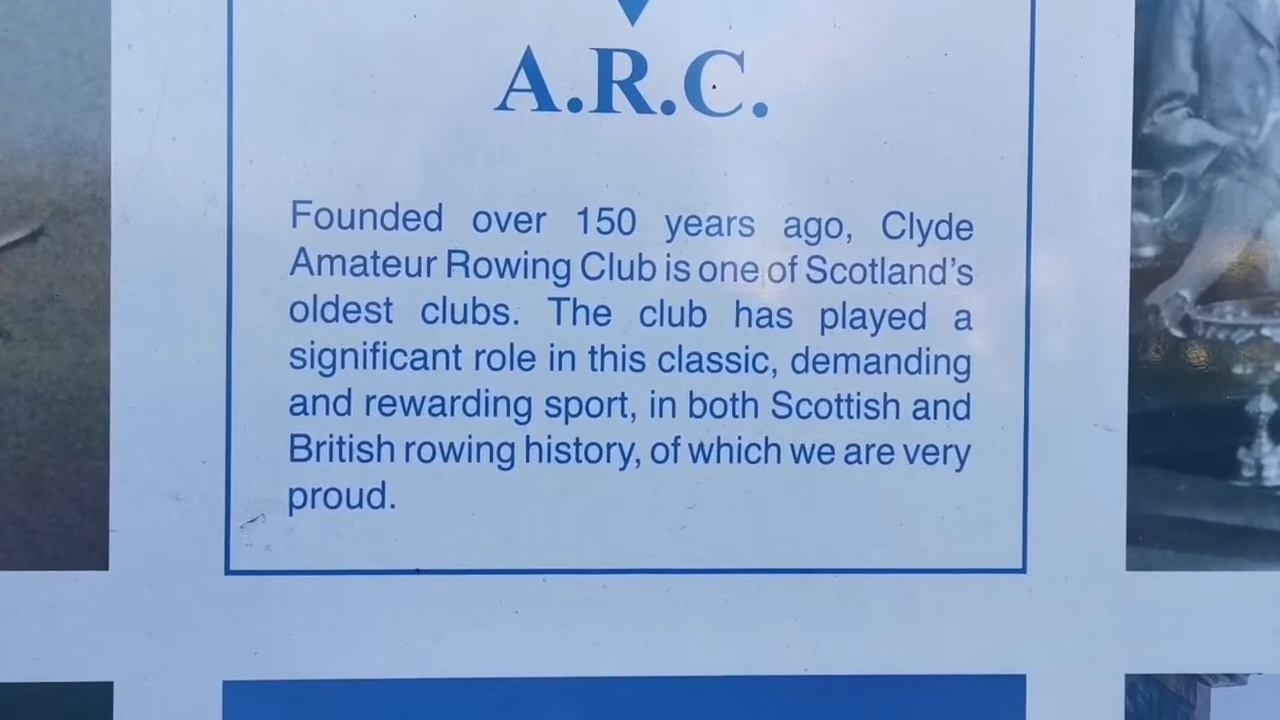 A.R.C.
Founded over 150 years ago, Clyde
Amateur Rowing Club is one of Scotland's
oldest clubs. The club has played a
significant role in this classic, demanding
and rewarding sport, in both Scottish and
British rowing history, of which we are very
proud.